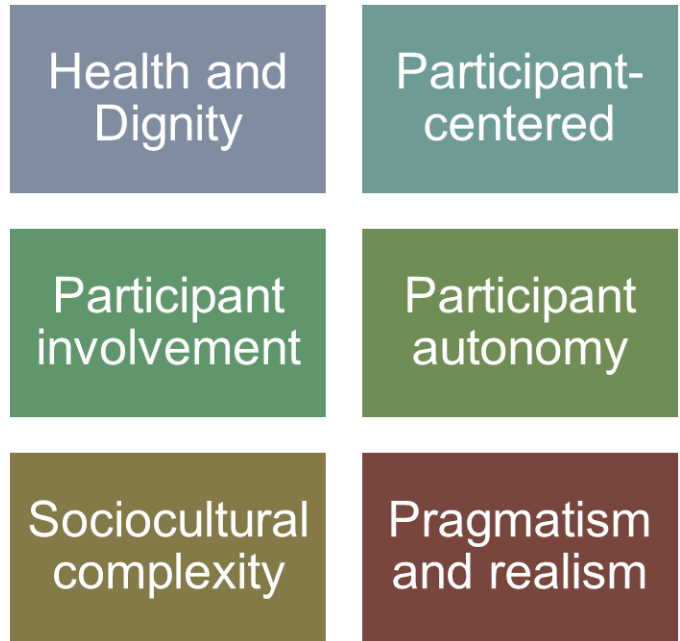 Health and
Dignity
Participant-
centered
Participant
involvement
Participant
autonomy
Sociocultural
complexity
Pragmatism
and realism